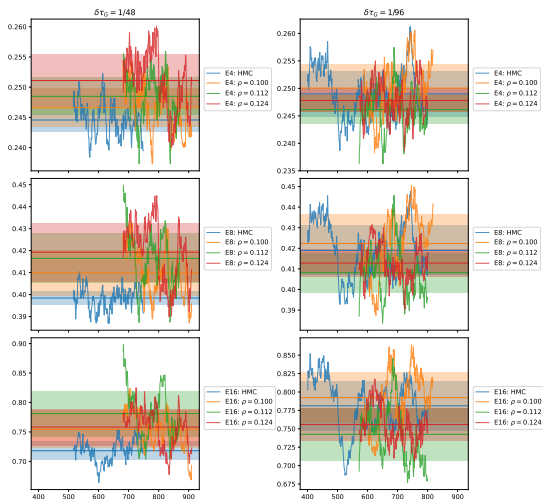 δτ_G = 1/48
0.260
0.255
0.250
0.245
0.240
E4: HMC
E4: ρ = 0.100
E4: ρ = 0.112
E4: ρ = 0.124
δτ_G = 1/96
0.260
0.255
0.250
0.245
0.240
0.235
E4: HMC
E4: ρ = 0.100
E4: ρ = 0.112
E4: ρ = 0.124
0.45
0.44
0.43
0.42
0.41
0.40
0.39
E8: HMC
E8: ρ = 0.100
E8: ρ = 0.112
E8: ρ = 0.124
0.45
0.44
0.43
0.42
0.41
0.40
0.39
E8: HMC
E8: ρ = 0.100
E8: ρ = 0.112
E8: ρ = 0.124
0.90
0.85
0.80
0.75
0.70
400 500 600 700 800 900
E16: HMC
E16: ρ = 0.100
E16: ρ = 0.112
E16: ρ = 0.124
0.850
0.825
0.800
0.775
0.750
0.725
0.700
0.675
400 500 600 700 800 900
E16: HMC
E16: ρ = 0.100
E16: ρ = 0.112
E16: ρ = 0.124